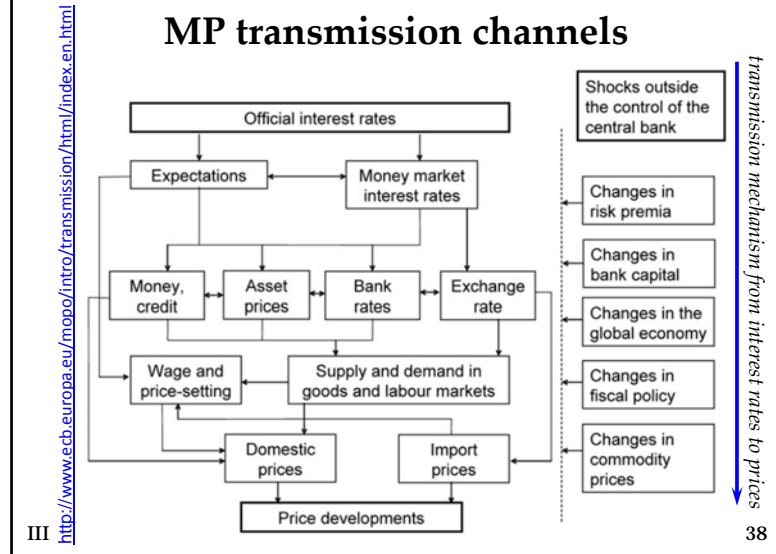 MP transmission channels
http://www.ecb.europa.eu/mopo/intro/transmission/html/index.en.html
Official interest rates
Expectations
Money market
interest rates
Money,
credit
Asset
prices
Bank
rates
Exchange
rate
Wage and
price-setting
Supply and demand in
goods and labour markets
Domestic
prices
Import
prices
Price developments
Shocks outside
the control of the
central bank
Changes in
risk premia
Changes in
bank capital
Changes in the
global economy
Changes in
fiscal policy
Changes in
commodity
prices
transmission mechanism from interest rates to prices
III
38